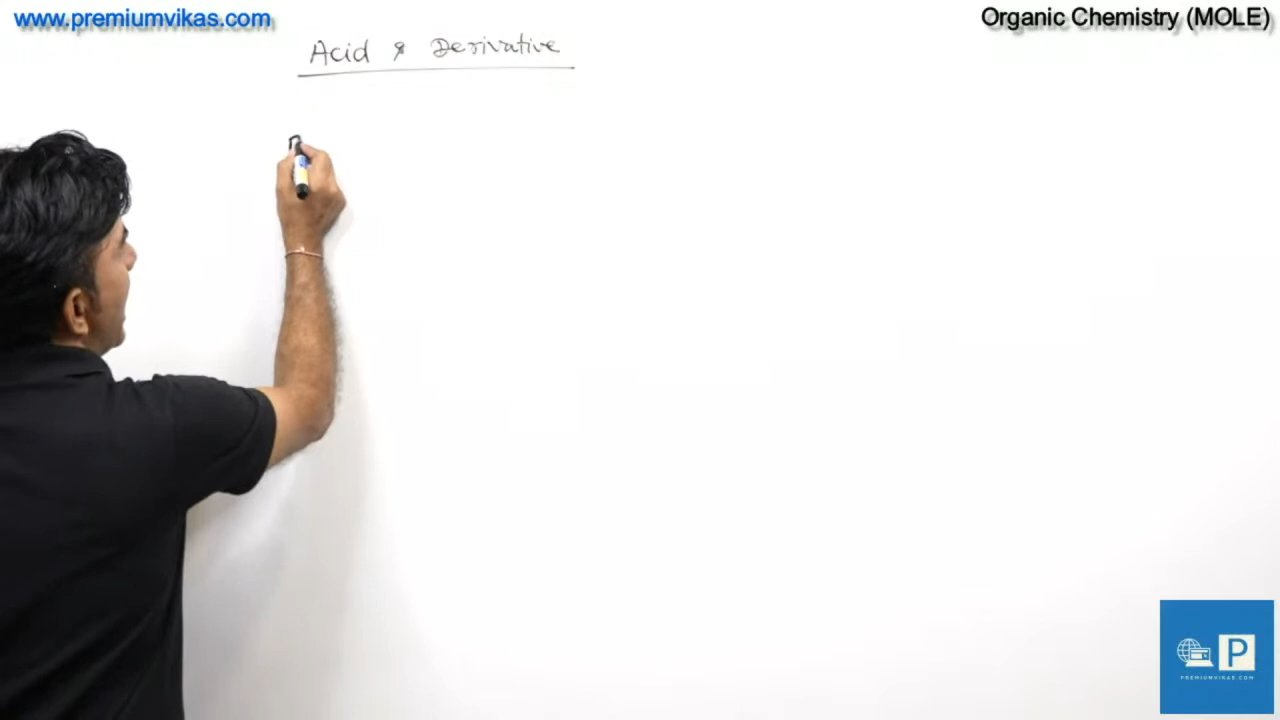 www.premiumvikas.com
Organic Chemistry (MOLE)
Acid & Derivative
P
PREMIUMVIKAS.COM